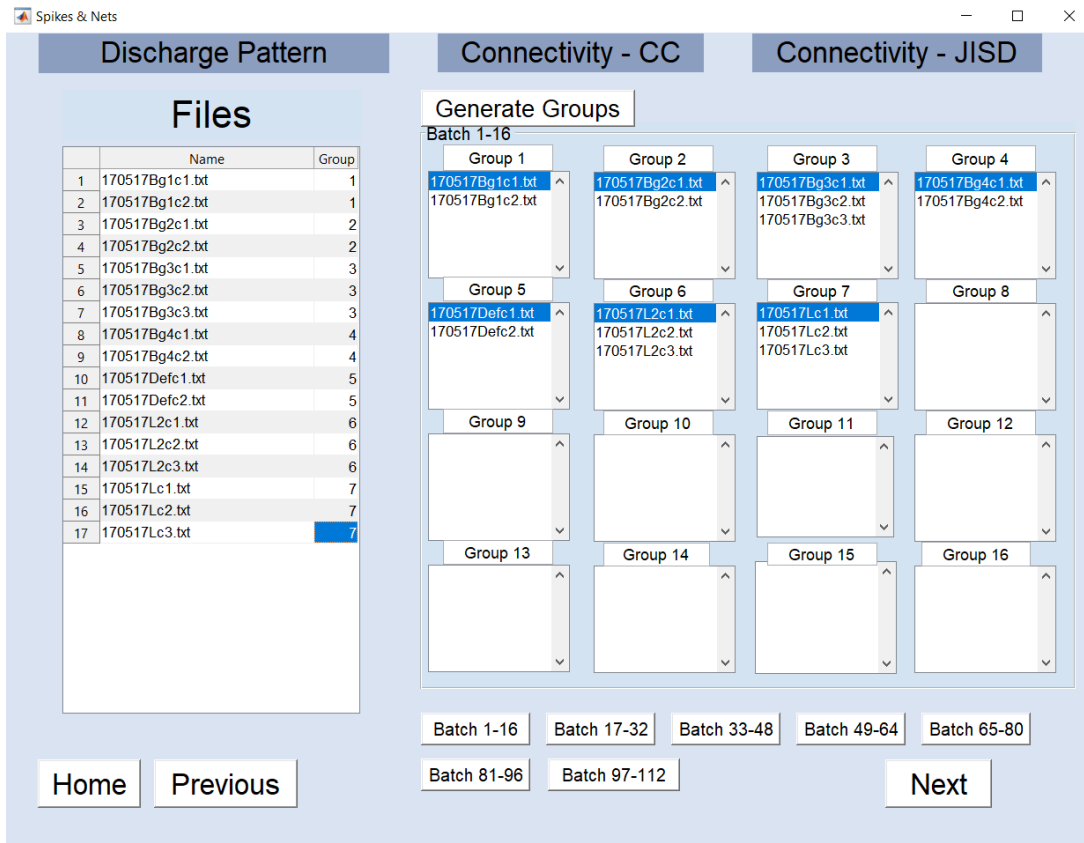 Spikes & Nets
Discharge Pattern
Connectivity - CC
Connectivity - JISD
Files
Name Group
1 170517Bg1c1.txt 1
2 170517Bg1c2.txt 1
3 170517Bg2c1.txt 2
4 170517Bg2c2.txt 2
5 170517Bg3c1.txt 3
6 170517Bg3c2.txt 3
7 170517Bg3c3.txt 3
8 170517Bg4c1.txt 4
9 170517Bg4c2.txt 4
10 170517Defc1.txt 5
11 170517Defc2.txt 5
12 170517L2c1.txt 6
13 170517L2c2.txt 6
14 170517L2c3.txt 6
15 170517Lc1.txt 7
16 170517Lc2.txt 7
17 170517Lc3.txt 7
Generate Groups
Batch 1-16
Group 1
170517Bg1c1.txt
170517Bg1c2.txt
Group 2
170517Bg2c1.txt
170517Bg2c2.txt
Group 3
170517Bg3c1.txt
170517Bg3c2.txt
170517Bg3c3.txt
Group 4
170517Bg4c1.txt
170517Bg4c2.txt
Group 5
170517Defc1.txt
170517Defc2.txt
Group 6
170517L2c1.txt
170517L2c2.txt
170517L2c3.txt
Group 7
170517Lc1.txt
170517Lc2.txt
170517Lc3.txt
Group 8
Group 9
Group 10
Group 11
Group 12
Group 13
Group 14
Group 15
Group 16
Batch 1-16
Batch 17-32
Batch 33-48
Batch 49-64
Batch 65-80
Batch 81-96
Batch 97-112
Home
Previous
Next